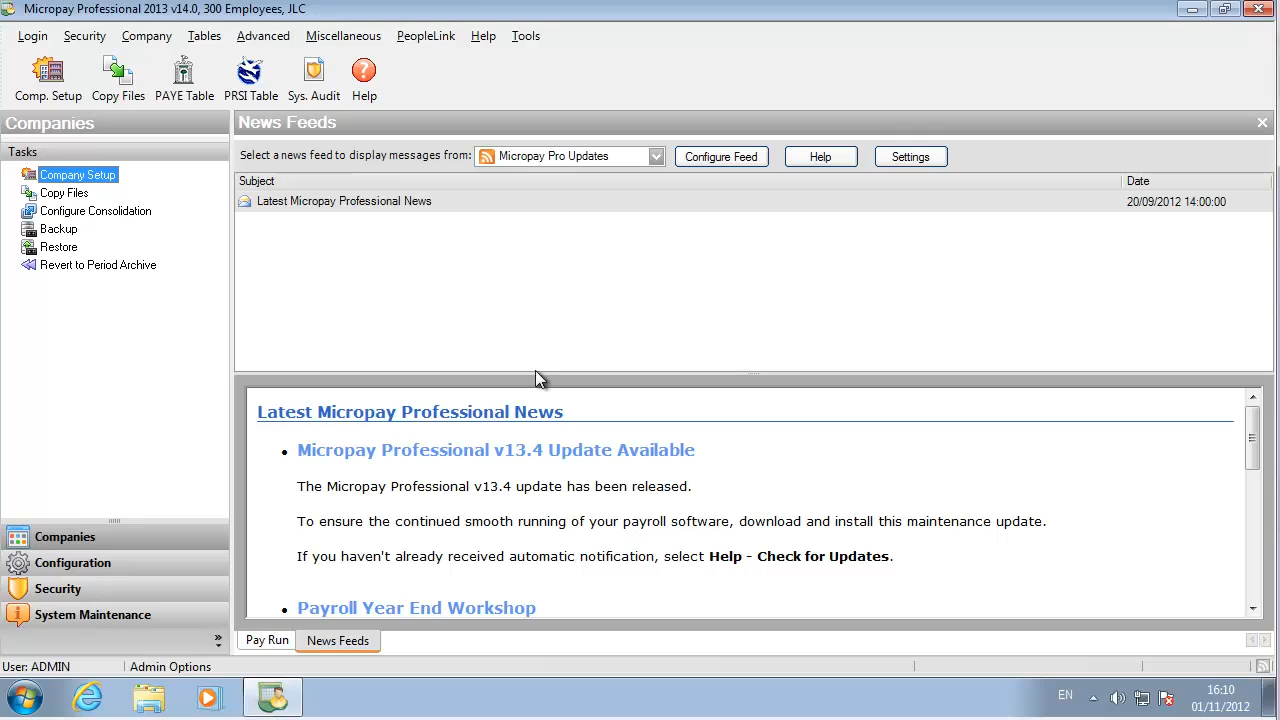 Micropay Professional 2013 v14.0, 300 Employees, JLC
Login Security Company Tables Advanced Miscellaneous PeopleLink Help Tools
Comp. Setup Copy Files PAYE Table PRSI Table Sys. Audit Help
Companies
News Feeds
Tasks
Select a news feed to display messages from: Micropay Pro Updates Configure Feed Help Settings
Company Setup
Copy Files
Configure Consolidation
Backup
Restore
Revert to Period Archive
Subject Date
Latest Micropay Professional News 20/09/2012 14:00:00
Latest Micropay Professional News
• Micropay Professional v13.4 Update Available
The Micropay Professional v13.4 update has been released.
To ensure the continued smooth running of your payroll software, download and install this maintenance update.
If you haven't already received automatic notification, select Help - Check for Updates.
• Payroll Year End Workshop
Companies
Configuration
Security
System Maintenance
Pay Run News Feeds
User: ADMIN Admin Options
EN
16:10
01/11/2012